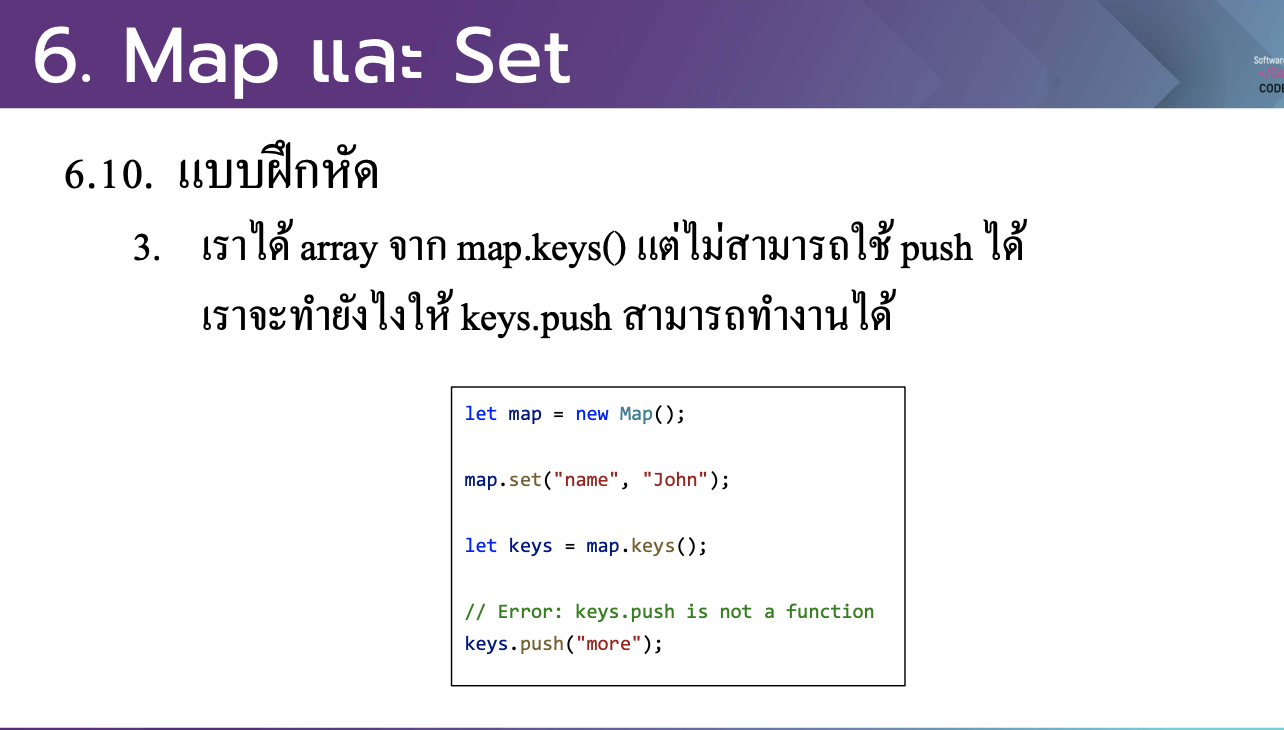 6. Map และ Set
Software
CODE
6.10. แบบฝึกหัด
3. เราได้ array จาก map.keys() แต่ไม่สามารถใช้ push ได้
เราจะทำยังไงให้ keys.push สามารถทำงานได้
let map = new Map();
map.set("name", "John");
let keys = map.keys();
// Error: keys.push is not a function
keys.push("more");